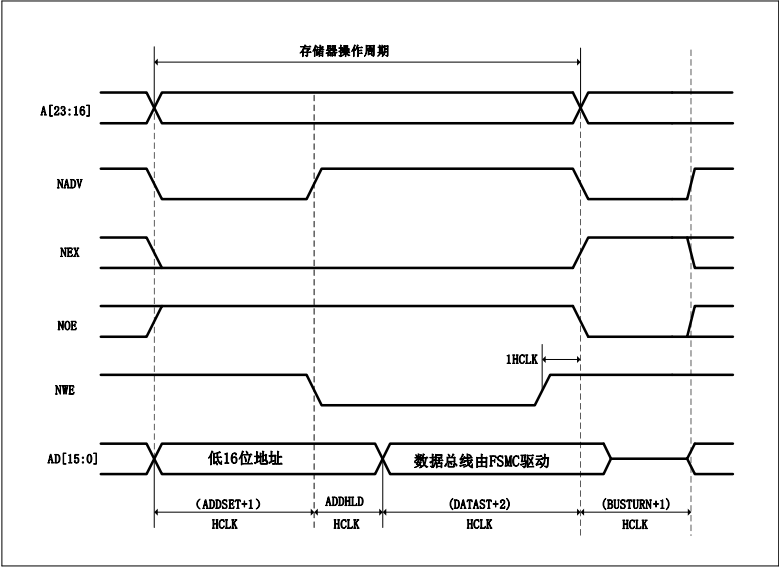 存储器操作周期
A[23:16]
NADV
NEX
NOE
1HCLK
NWE
AD[15:0]
低16位地址
数据总线由FSMC驱动
(ADDSET+1)
ADDHLD
(DATAST+2)
(BUSTURN+1)
HCLK
HCLK
HCLK
HCLK